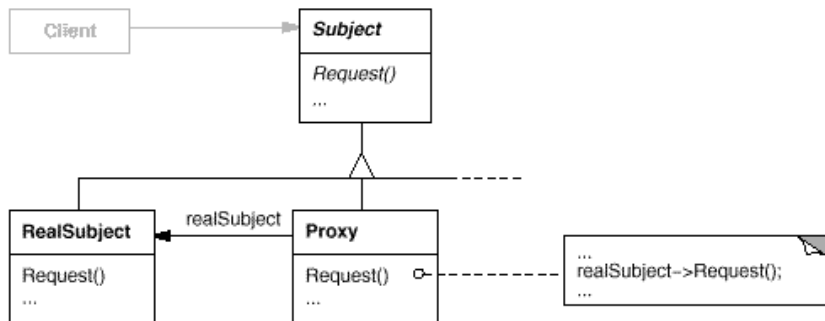 Client
Subject
Request()
...
realSubject
RealSubject
Request()
...
Proxy
Request()
...
...
realSubject->Request();
...